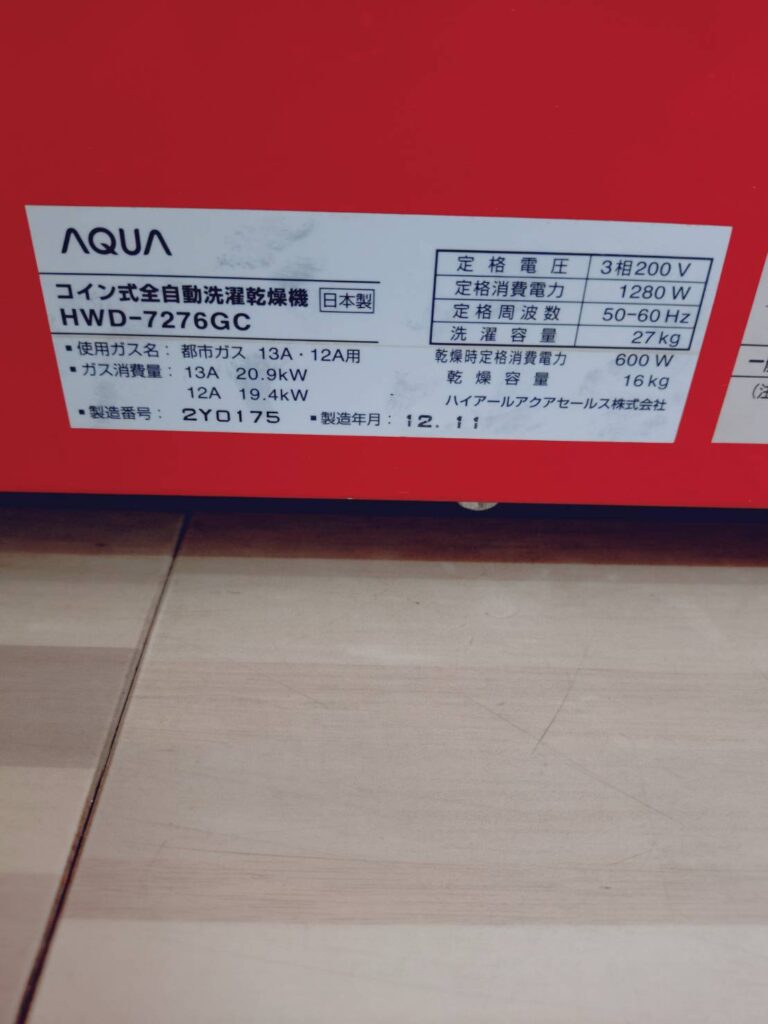 AQUA
コイン式全自動洗濯乾燥機 日本製
HWD-7276GC
▪使用ガス名： 都市ガス 13A・12A用
▪ガス消費量： 13A 20.9kW
12A 19.4kW
▪製造番号： 2Y0175 ▪製造年月： 12. 11
定格電圧 3相200V
定格消費電力 1280W
定格周波数 50-60Hz
洗濯容量 27kg
乾燥時定格消費電力 600W
乾燥容量 16kg
ハイアールアクアセールス株式会社